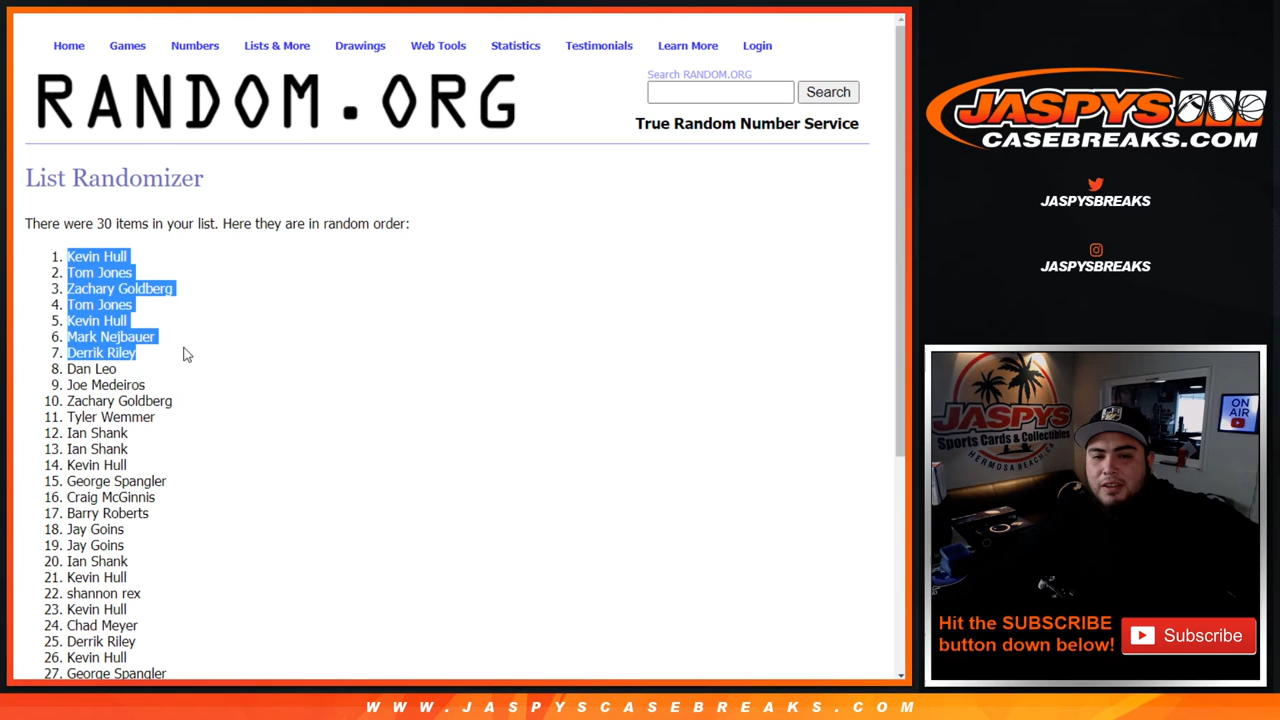 Home Games Numbers Lists & More Drawings Web Tools Statistics Testimonials Learn More Login
RANDOM.ORG
Search RANDOM.ORG
Search
True Random Number Service
List Randomizer
There were 30 items in your list. Here they are in random order:
1. Kevin Hull
2. Tom Jones
3. Zachary Goldberg
4. Tom Jones
5. Kevin Hull
6. Mark Nejbauer
7. Derrik Riley
8. Dan Leo
9. Joe Medeiros
10. Zachary Goldberg
11. Tyler Wemmer
12. Ian Shank
13. Ian Shank
14. Kevin Hull
15. George Spangler
16. Craig McGinnis
17. Barry Roberts
18. Jay Goins
19. Jay Goins
20. Ian Shank
21. Kevin Hull
22. shannon rex
23. Kevin Hull
24. Chad Meyer
25. Derrik Riley
26. Kevin Hull
27. George Spangler
JASPYS
CASEBREAKS.COM
JASPYSBREAKS
JASPYSBREAKS
JASPYS
Sports Cards & Collectibles
HERMOSA BEACH, CA
ON
AIR
Hit the SUBSCRIBE
button down below!
Subscribe
WWW.JASPYSCASEBREAKS.COM